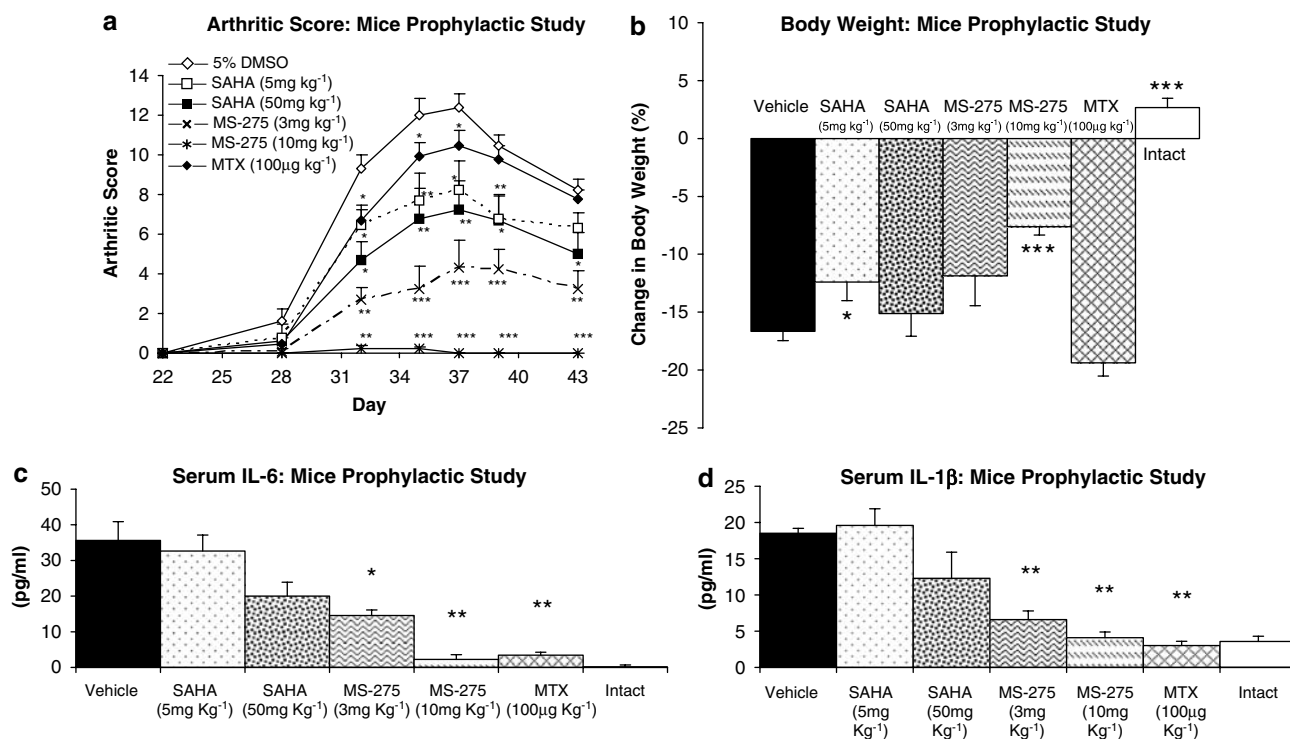 a Arthritic Score: Mice Prophylactic Study
5% DMSO
SAHA (5mg kg⁻¹)
SAHA (50mg kg⁻¹)
MS-275 (3mg kg⁻¹)
MS-275 (10mg kg⁻¹)
MTX (100μg kg⁻¹)
Arthritic Score
14
12
10
8
6
4
2
0
* *
* * ** * ** **
* * ** ** * *
** *** *** *** **
** *** *** *** ***
22 28 31 34 37 40 43
Day
b Body Weight: Mice Prophylactic Study
Change in Body Weight (%)
10
5
0
-5
-10
-15
-20
-25
Vehicle SAHA SAHA MS-275 MS-275 MTX
(5mg kg⁻¹) (50mg kg⁻¹) (3mg kg⁻¹) (10mg kg⁻¹) (100μg kg⁻¹)
***
Intact
***
*
c Serum IL-6: Mice Prophylactic Study
(pg/ml)
50
40
30
20
10
0
* ** **
Vehicle SAHA SAHA MS-275 MS-275 MTX Intact
(5mg Kg⁻¹) (50mg Kg⁻¹) (3mg Kg⁻¹) (10mg Kg⁻¹) (100μg Kg⁻¹)
d Serum IL-1β: Mice Prophylactic Study
(pg/ml)
25
20
15
10
5
0
** ** **
Vehicle SAHA SAHA MS-275 MS-275 MTX Intact
(5mg (50mg (3mg (10mg (100μg
Kg⁻¹) Kg⁻¹) Kg⁻¹) Kg⁻¹) Kg⁻¹)